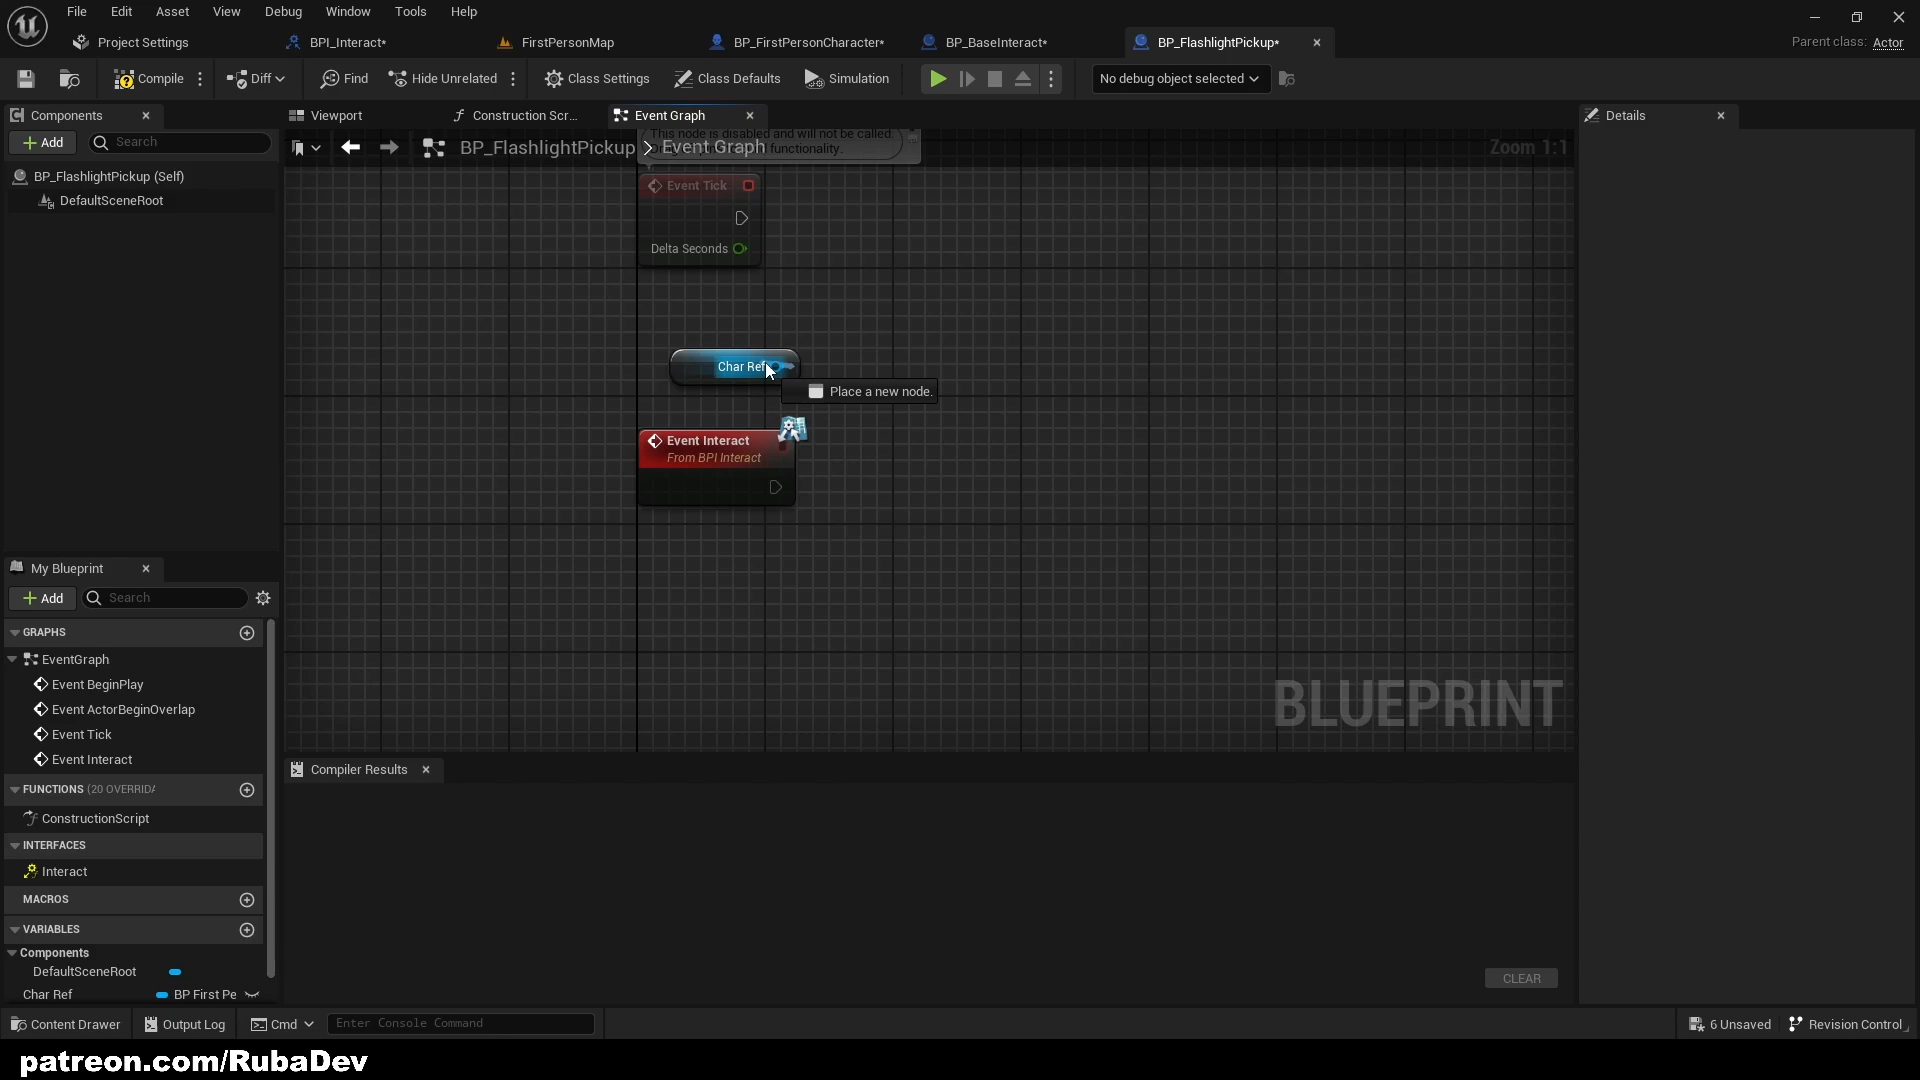 File Edit Asset View Debug Window Tools Help
Project Settings BPI_Interact* FirstPersonMap BP_FirstPersonCharacter* BP_BaseInteract* BP_FlashlightPickup*
Parent class: Actor
Compile Diff Find Hide Unrelated Class Settings Class Defaults Simulation No debug object selected
Components Viewport Construction Scr... Event Graph Details
Add Search
BP_FlashlightPickup > Event Graph Zoom 1:1
This node is disabled and will not be called.
functionality.
BP_FlashlightPickup (Self)
DefaultSceneRoot
Event Tick
Delta Seconds
Char Ref
Place a new node.
Event Interact
From BPI Interact
BLUEPRINT
My Blueprint
Add Search
GRAPHS
EventGraph
Event BeginPlay
Event ActorBeginOverlap
Event Tick
Event Interact
FUNCTIONS (20 OVERRIDA
ConstructionScript
INTERFACES
Interact
MACROS
VARIABLES
Components
DefaultSceneRoot
Char Ref BP First Pe
Compiler Results
CLEAR
Content Drawer Output Log Cmd Enter Console Command 6 Unsaved Revision Control
patreon.com/RubaDev